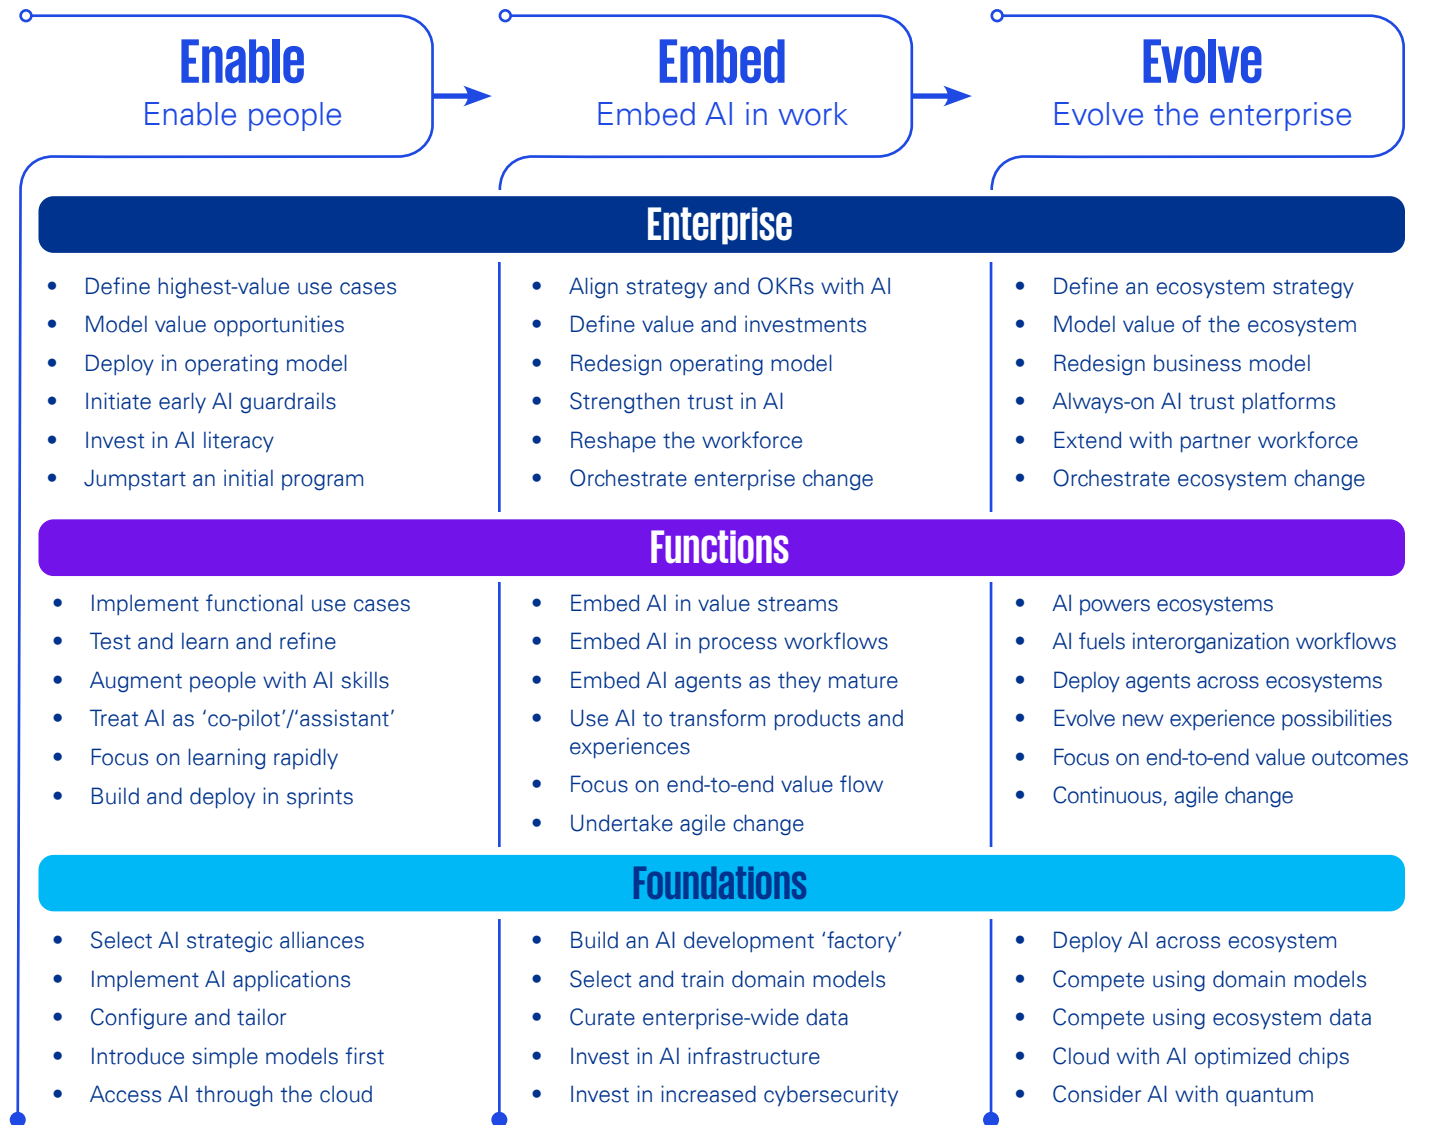 Enable
Enable people
Embed
Embed AI in work
Evolve
Evolve the enterprise
Enterprise
• Define highest-value use cases
• Model value opportunities
• Deploy in operating model
• Initiate early AI guardrails
• Invest in AI literacy
• Jumpstart an initial program
• Align strategy and OKRs with AI
• Define value and investments
• Redesign operating model
• Strengthen trust in AI
• Reshape the workforce
• Orchestrate enterprise change
• Define an ecosystem strategy
• Model value of the ecosystem
• Redesign business model
• Always-on AI trust platforms
• Extend with partner workforce
• Orchestrate ecosystem change
Functions
• Implement functional use cases
• Test and learn and refine
• Augment people with AI skills
• Treat AI as ‘co-pilot’/‘assistant’
• Focus on learning rapidly
• Build and deploy in sprints
• Embed AI in value streams
• Embed AI in process workflows
• Embed AI agents as they mature
• Use AI to transform products and
experiences
• Focus on end-to-end value flow
• Undertake agile change
• AI powers ecosystems
• AI fuels interorganization workflows
• Deploy agents across ecosystems
• Evolve new experience possibilities
• Focus on end-to-end value outcomes
• Continuous, agile change
Foundations
• Select AI strategic alliances
• Implement AI applications
• Configure and tailor
• Introduce simple models first
• Access AI through the cloud
• Build an AI development ‘factory’
• Select and train domain models
• Curate enterprise-wide data
• Invest in AI infrastructure
• Invest in increased cybersecurity
• Deploy AI across ecosystem
• Compete using domain models
• Compete using ecosystem data
• Cloud with AI optimized chips
• Consider AI with quantum